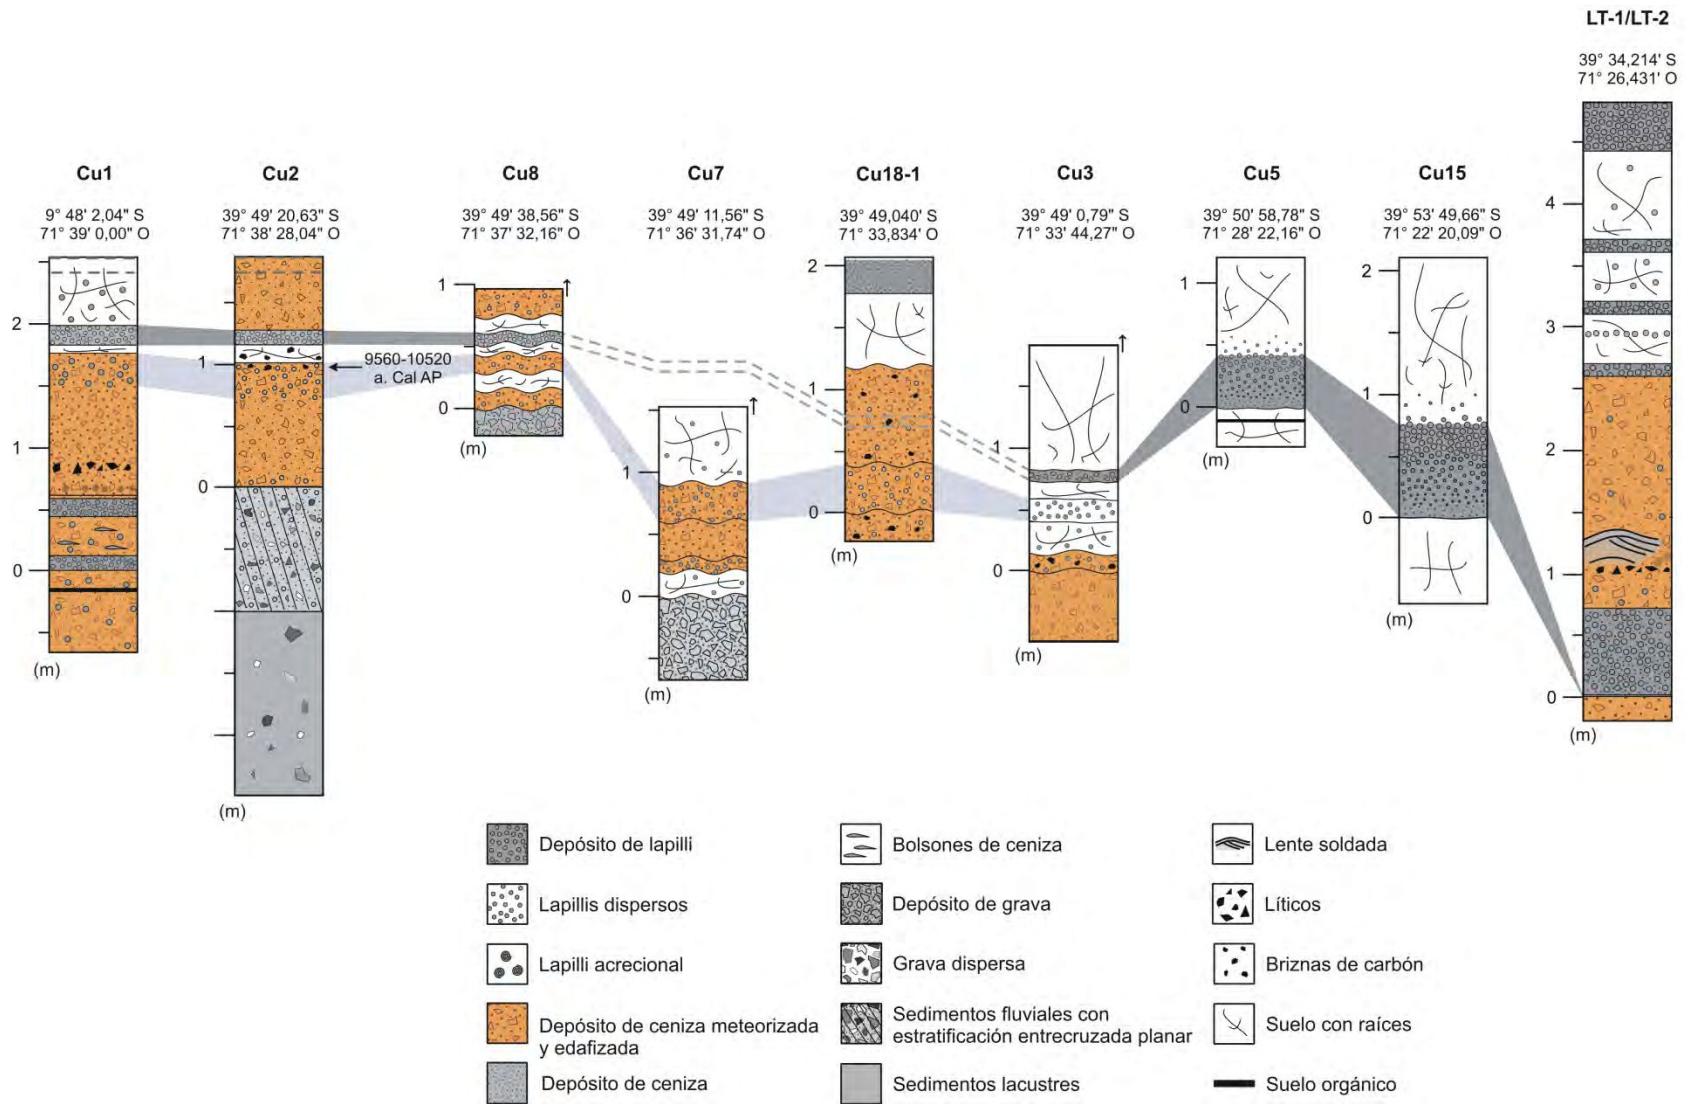 LT-1/LT-2
39° 34,214' S
71° 26,431' O
4
3
2
1
0
(m)
Cu1
9° 48' 2,04" S
71° 39' 0,00" O
2
1
0
(m)
Cu2
39° 49' 20,63" S
71° 38' 28,04" O
1
0
(m)
9560-10520
a. Cal AP
Cu8
39° 49' 38,56" S
71° 37' 32,16" O
1
0
(m)
Cu7
39° 49' 11,56" S
71° 36' 31,74" O
1
0
(m)
Cu18-1
39° 49,040' S
71° 33,834' O
2
1
0
(m)
Cu3
39° 49' 0,79" S
71° 33' 44,27" O
1
0
(m)
Cu5
39° 50' 58,78" S
71° 28' 22,16" O
1
0
(m)
Cu15
39° 53' 49,66" S
71° 22' 20,09" O
2
1
0
(m)
Depósito de lapilli
Lapillis dispersos
Lapilli acrecional
Depósito de ceniza meteorizada
y edafizada
Depósito de ceniza
Bolsones de ceniza
Depósito de grava
Grava dispersa
Sedimentos fluviales con
estratificación entrecruzada planar
Sedimentos lacustres
Lente soldada
Líticos
Briznas de carbón
Suelo con raíces
Suelo orgánico